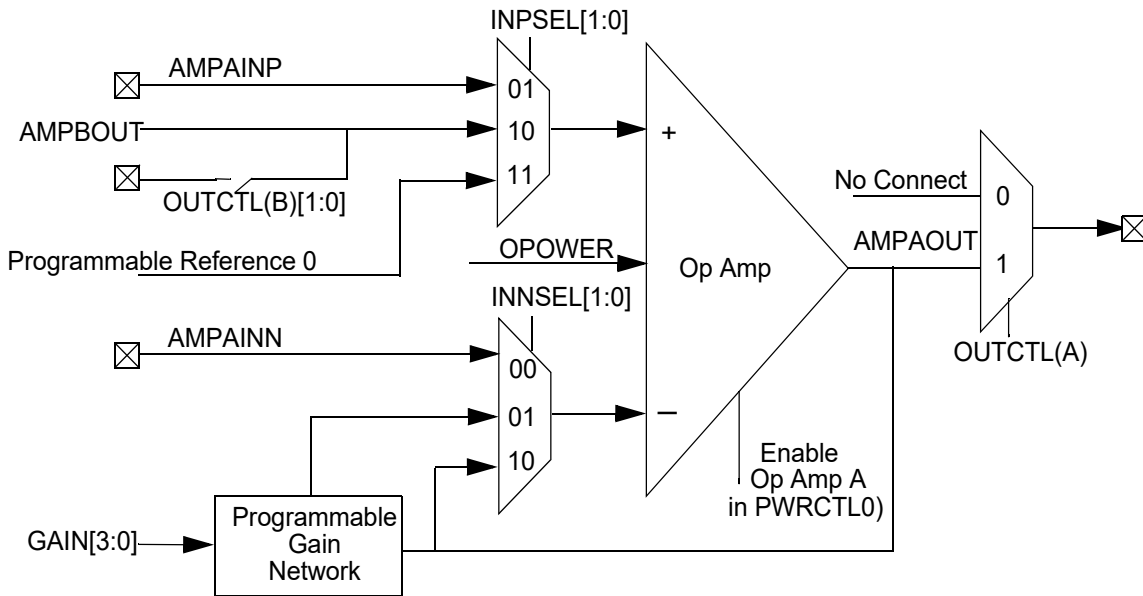 INPSEL[1:0]
AMPAINP
01
AMPBOUT
10
+
11
OUTCTL(B)[1:0]
No Connect
0
Programmable Reference 0
OPOWER
Op Amp
AMPAOUT
1
INNSEL[1:0]
AMPAINN
00
OUTCTL(A)
01
−
10
Enable
Op Amp A
in PWRCTL0)
GAIN[3:0]
Programmable
Gain
Network